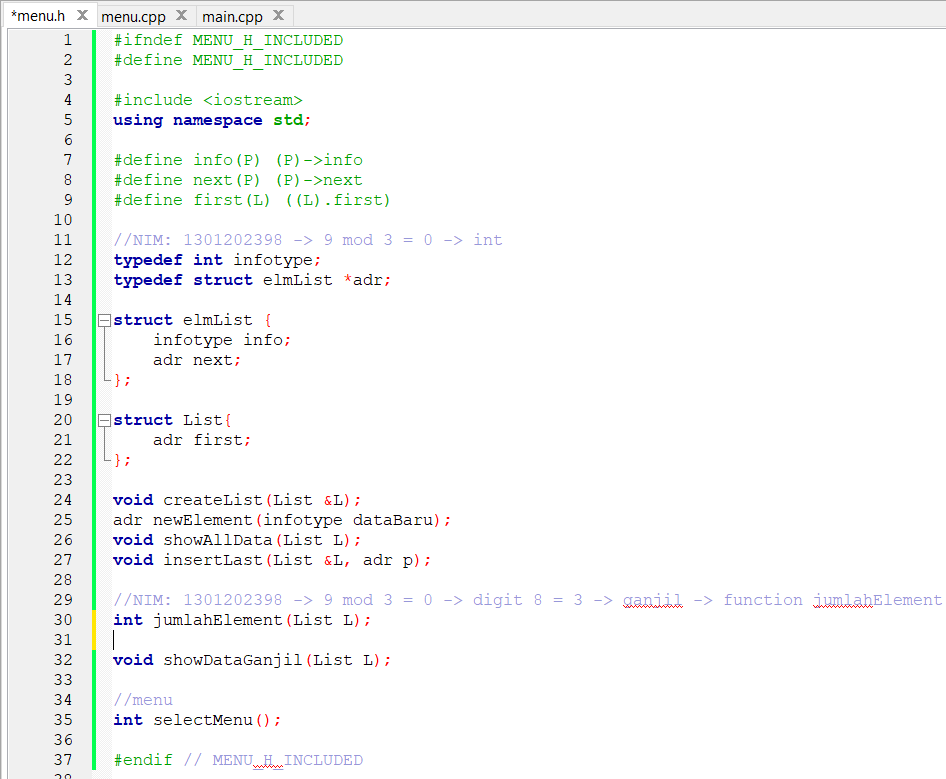 *menu.h X menu.cpp X main.cpp X
1 #ifndef MENU_H_INCLUDED
2 #define MENU_H_INCLUDED
3
4 #include <iostream>
5 using namespace std;
6
7 #define info(P) (P)->info
8 #define next(P) (P)->next
9 #define first(L) ((L).first)
10
11 //NIM: 1301202398 -> 9 mod 3 = 0 -> int
12 typedef int infotype;
13 typedef struct elmList *adr;
14
15 struct elmList {
16     infotype info;
17     adr next;
18 };
19
20 struct List{
21     adr first;
22 };
23
24 void createList(List &L);
25 adr newElement(infotype dataBaru);
26 void showAllData(List L);
27 void insertLast(List &L, adr p);
28
29 //NIM: 1301202398 -> 9 mod 3 = 0 -> digit 8 = 3 -> ganjil -> function jumlahElement
30 int jumlahElement(List L);
31
32 void showDataGanjil(List L);
33
34 //menu
35 int selectMenu();
36
37 #endif // MENU_H_INCLUDED